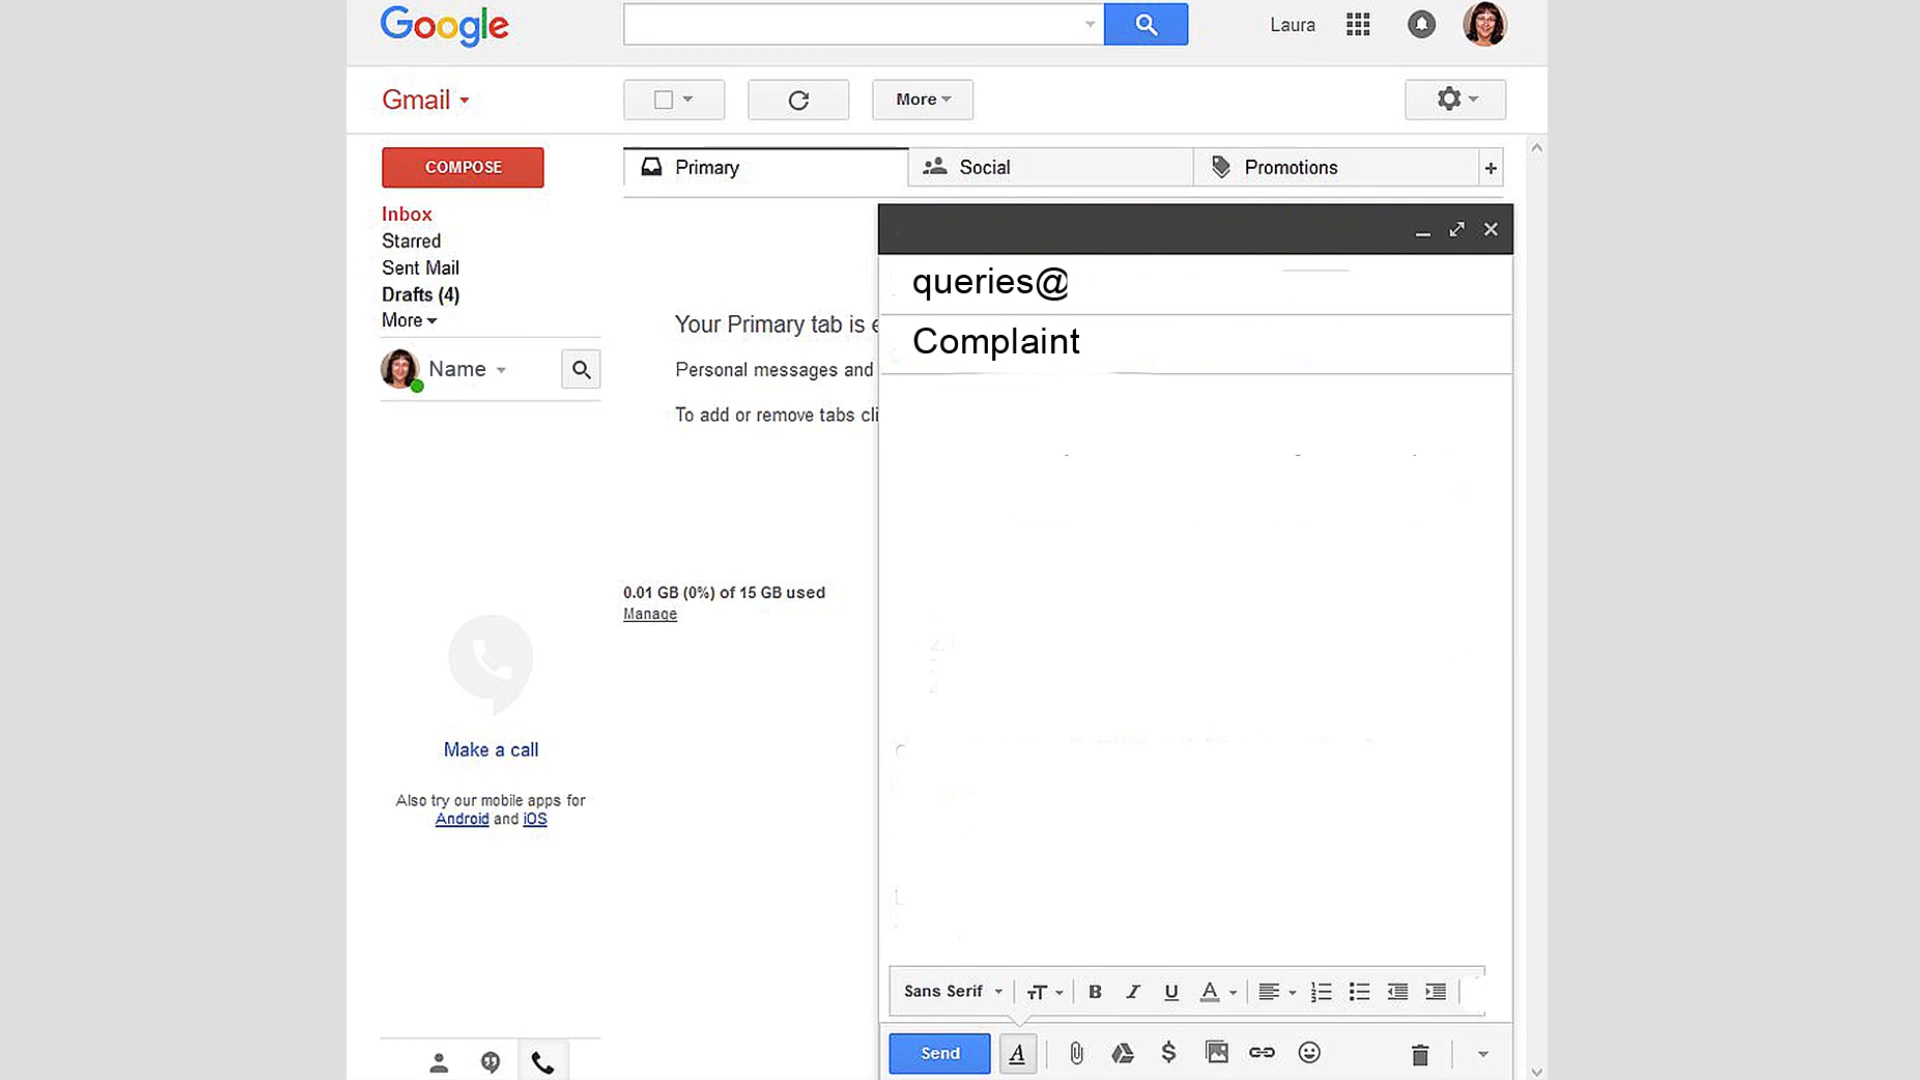 Google
Laura
Gmail
More
COMPOSE
Primary
Social
Promotions
Inbox
Starred
Sent Mail
Drafts (4)
More
Name
queries@
Complaint
Your Primary tab is
Personal messages and
To add or remove tabs
0.01 GB (0%) of 15 GB used
Manage
Make a call
Also try our mobile apps for
Android and iOS
Sans Serif
Send